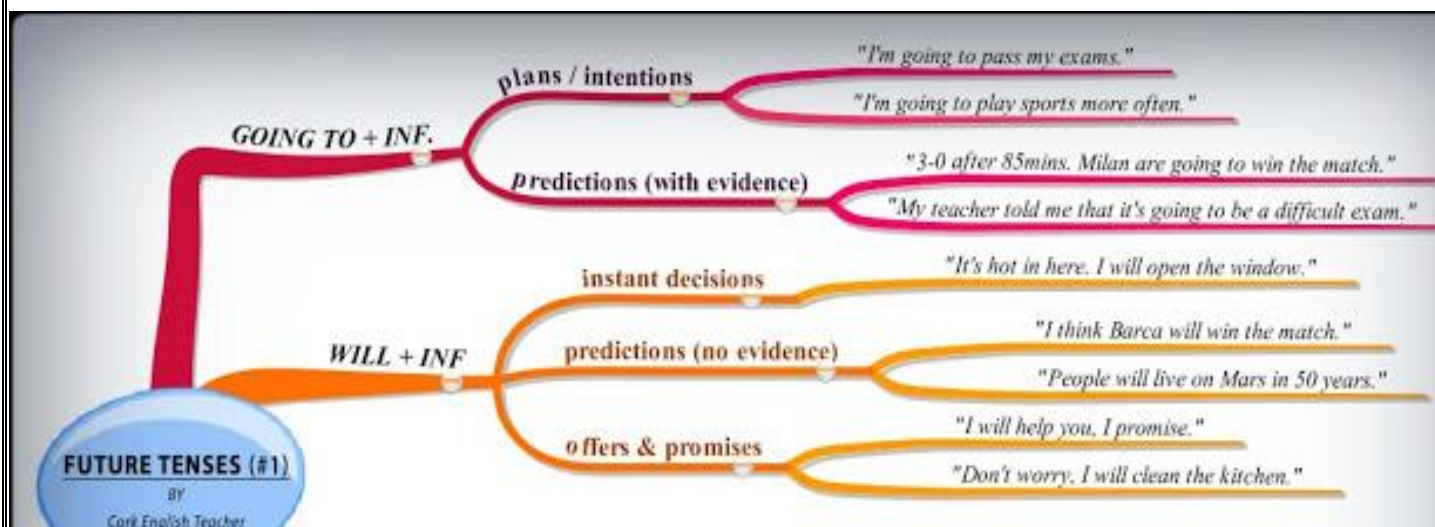 "I'm going to pass my exams."
plans / intentions
"I'm going to play sports more often."
GOING TO + INF.
"3-0 after 85mins. Milan are going to win the match."
predictions (with evidence)
"My teacher told me that it's going to be a difficult exam."
"It's hot in here. I will open the window."
instant decisions
"I think Barca will win the match."
WILL + INF
predictions (no evidence)
"People will live on Mars in 50 years."
"I will help you, I promise."
offers & promises
"Don't worry. I will clean the kitchen."
FUTURE TENSES (#1)
BY
Cork English Teacher